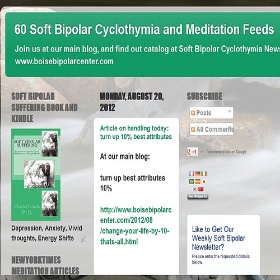 60 Soft Bipolar Cyclothymia and Meditation Feeds
Join us at our main blog, and find out catalog at Soft Bipolar Cyclothymia News
www.boisebipolarcenter.com
SOFT BIPOLAR
SUFFERING BOOK AND
KINDLE
SOFT BIPOLAR
Depression, Anxiety, Vivid
thoughts, Energy Shifts
NEWYORKTIMES
MEDITATION ARTICLES
MONDAY, AUGUST 20,
2012
Article on handling today:
turn up 10% best attributes
At our main blog:
turn up best attributes
10%
http://www.boisebipolarc
enter.com/2012/08
/change-your-life-by-10-
thats-all.html
SUBSCRIBE
Posts
All Comments
Like to Get Our
Weekly Soft Bipolar
Newsletter?
Please enter the requested details
below.